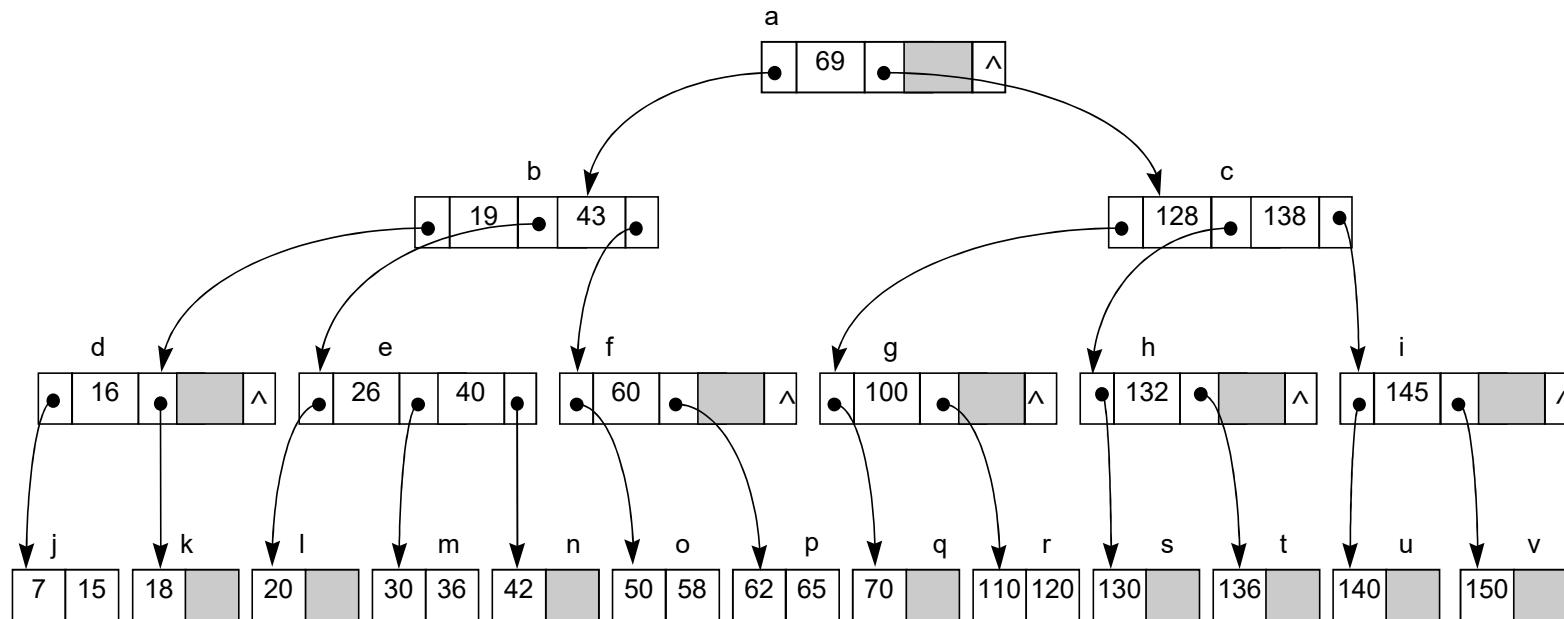 a
69 ^
b c
19 43 128 138
d e f g h i
16 ^ 26 40 60 ^ 100 ^ 132 ^ 145 ^
j k l m n o p q r s t u v
7 15 18 20 30 36 42 50 58 62 65 70 110 120 130 136 140 150